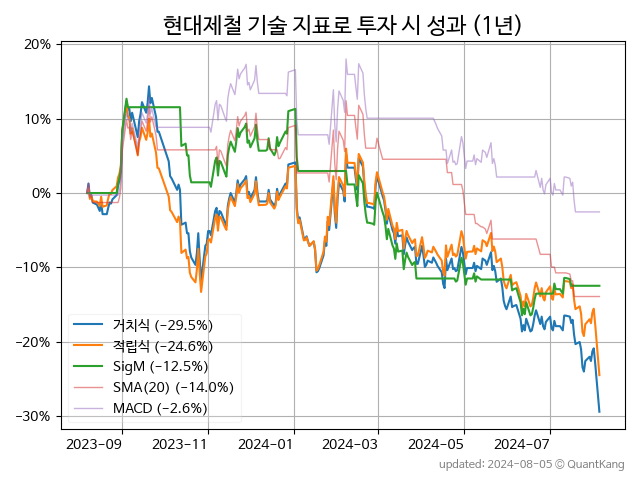 현대제철 기술 지표로 투자 시 성과 (1년)
20%
10%
0%
−10%
−20%
−30%
거치식 (−29.5%)
적립식 (−24.6%)
SigM (−12.5%)
SMA(20) (−14.0%)
MACD (−2.6%)
2023-09
2023-11
2024-01
2024-03
2024-05
2024-07
updated: 2024-08-05 © QuantKang